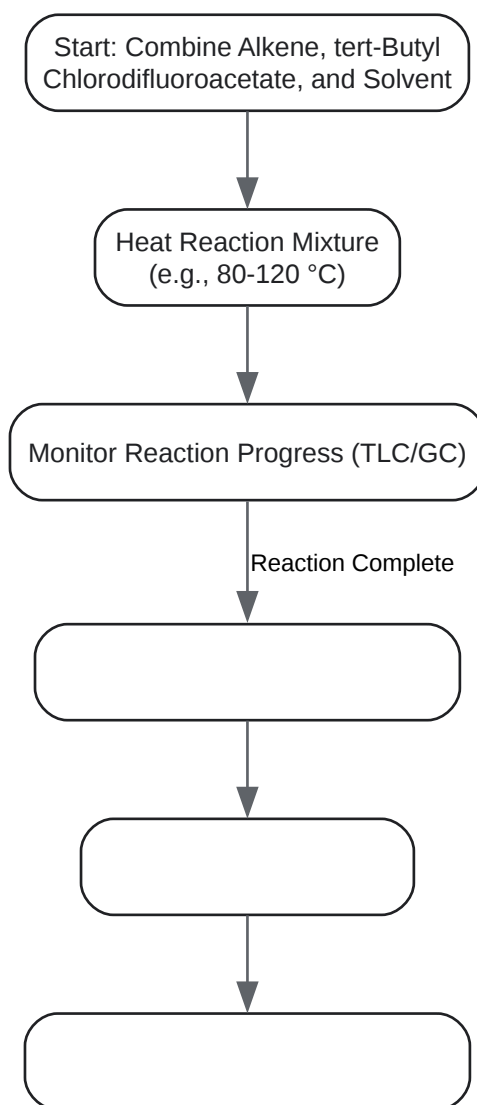 Start: Combine Alkene, tert-Butyl
Chlorodifluoroacetate, and Solvent
Heat Reaction Mixture
(e.g., 80-120 °C)
Monitor Reaction Progress (TLC/GC)
Reaction Complete